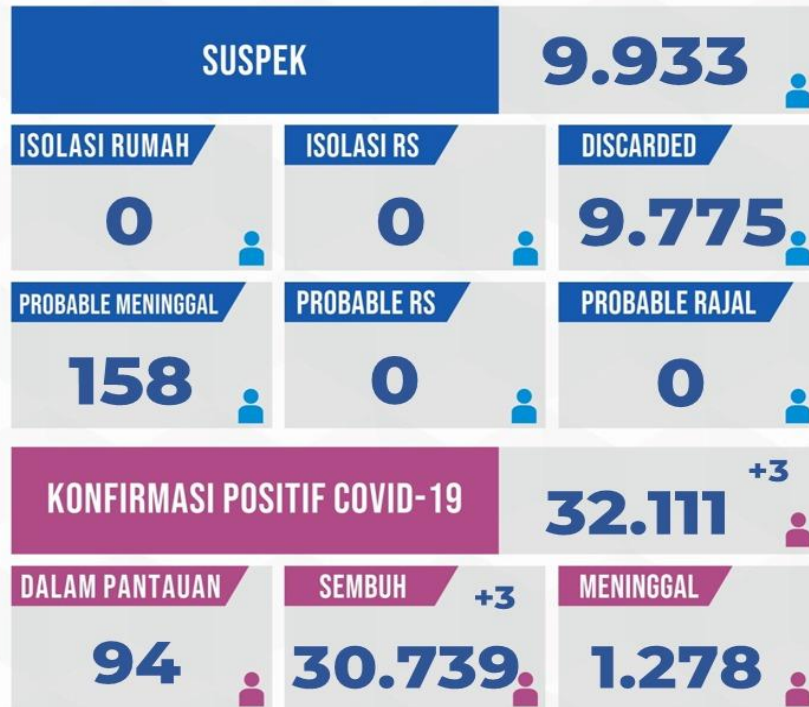 SUSPEK
9.933
ISOLASI RUMAH
0
ISOLASI RS
0
DISCARDED
9.775
PROBABLE MENINGGAL
158
PROBABLE RS
0
PROBABLE RAJAL
0
KONFIRMASI POSITIF COVID-19
32.111
+3
DALAM PANTAUAN
94
SEMBUH
+3
30.739
MENINGGAL
1.278